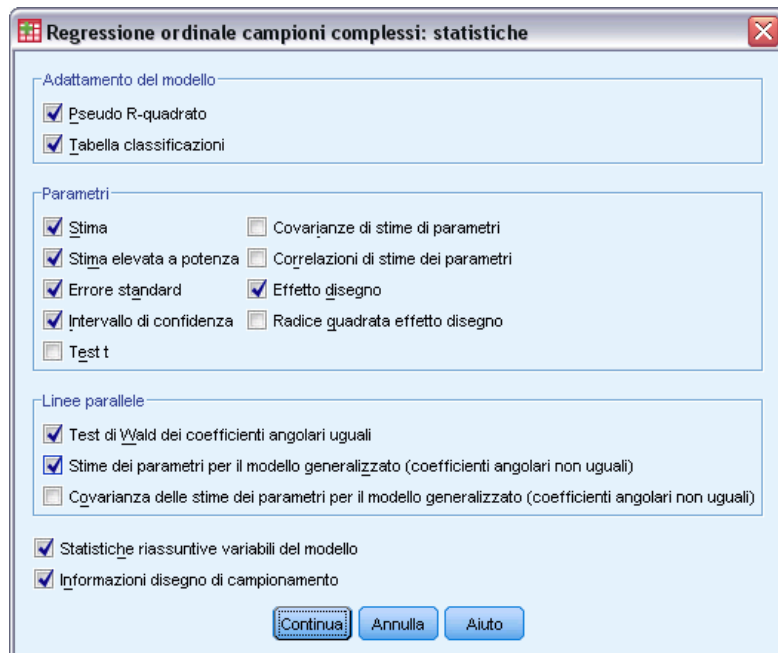 Regressione ordinale campioni complessi: statistiche
Adattamento del modello
Pseudo R-quadrato
Tabella classificazioni
Parametri
Stima
Covarianze di stime di parametri
Stima elevata a potenza
Correlazioni di stime dei parametri
Errore standard
Effetto disegno
Intervallo di confidenza
Radice quadrata effetto disegno
Test t
Linee parallele
Test di Wald dei coefficienti angolari uguali
Stime dei parametri per il modello generalizzato (coefficienti angolari non uguali)
Covarianza delle stime dei parametri per il modello generalizzato (coefficienti angolari non uguali)
Statistiche riassuntive variabili del modello
Informazioni disegno di campionamento
Continua Annulla Aiuto